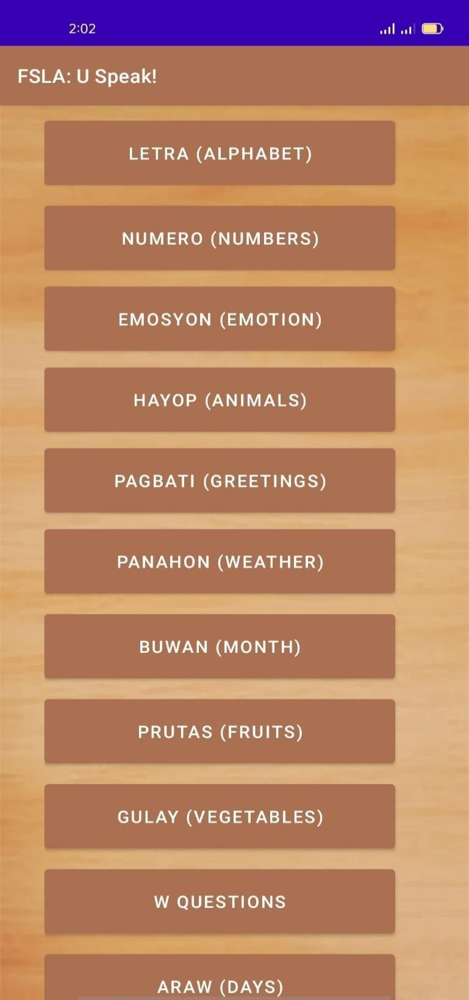 2:02
FSLA: U Speak!
LETRA (ALPHABET)
NUMERO (NUMBERS)
EMOSYON (EMOTION)
HAYOP (ANIMALS)
PAGBATI (GREETINGS)
PANAHON (WEATHER)
BUWAN (MONTH)
PRUTAS (FRUITS)
GULAY (VEGETABLES)
W QUESTIONS
ARAW (DAYS)